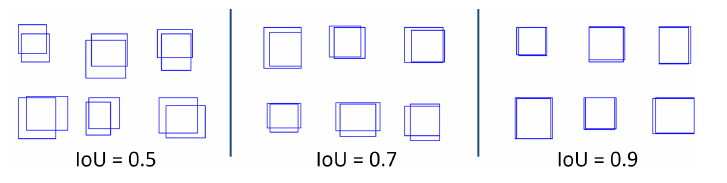 IoU = 0.5
IoU = 0.7
IoU = 0.9